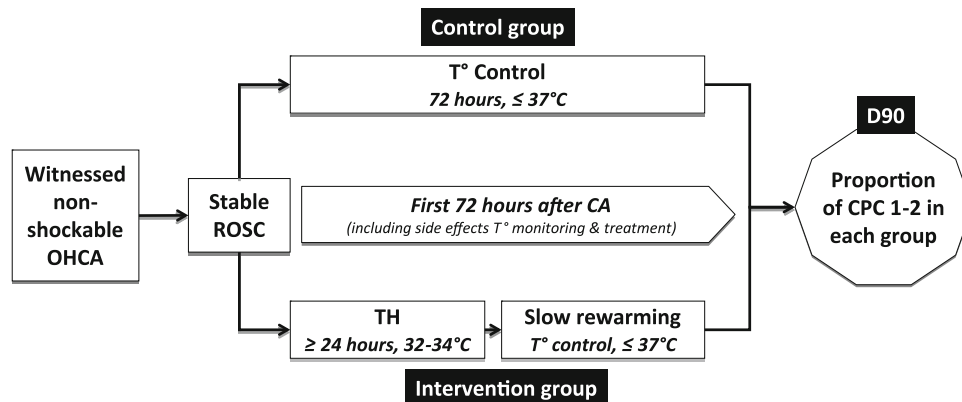 Control group
T° Control
72 hours, ≤ 37°C
D90
Witnessed
non-
shockable
OHCA
Stable
ROSC
First 72 hours after CA
(including side effects T° monitoring & treatment)
Proportion
of CPC 1-2 in
each group
TH
≥ 24 hours, 32-34°C
Slow rewarming
T° control, ≤ 37°C
Intervention group